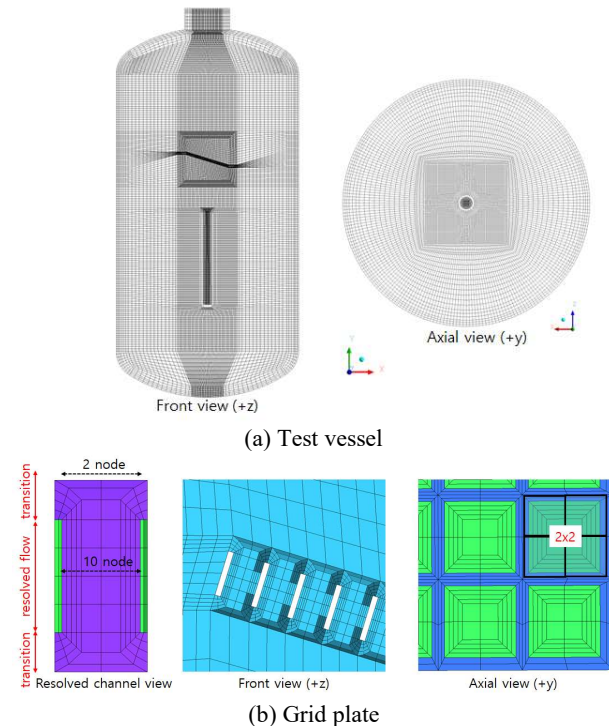 Front view (+z)
Axial view (+y)
(a) Test vessel
2 node
transition
resolved flow
10 node
transition
2x2
Resolved channel view
Front view (+z)
Axial view (+y)
(b) Grid plate